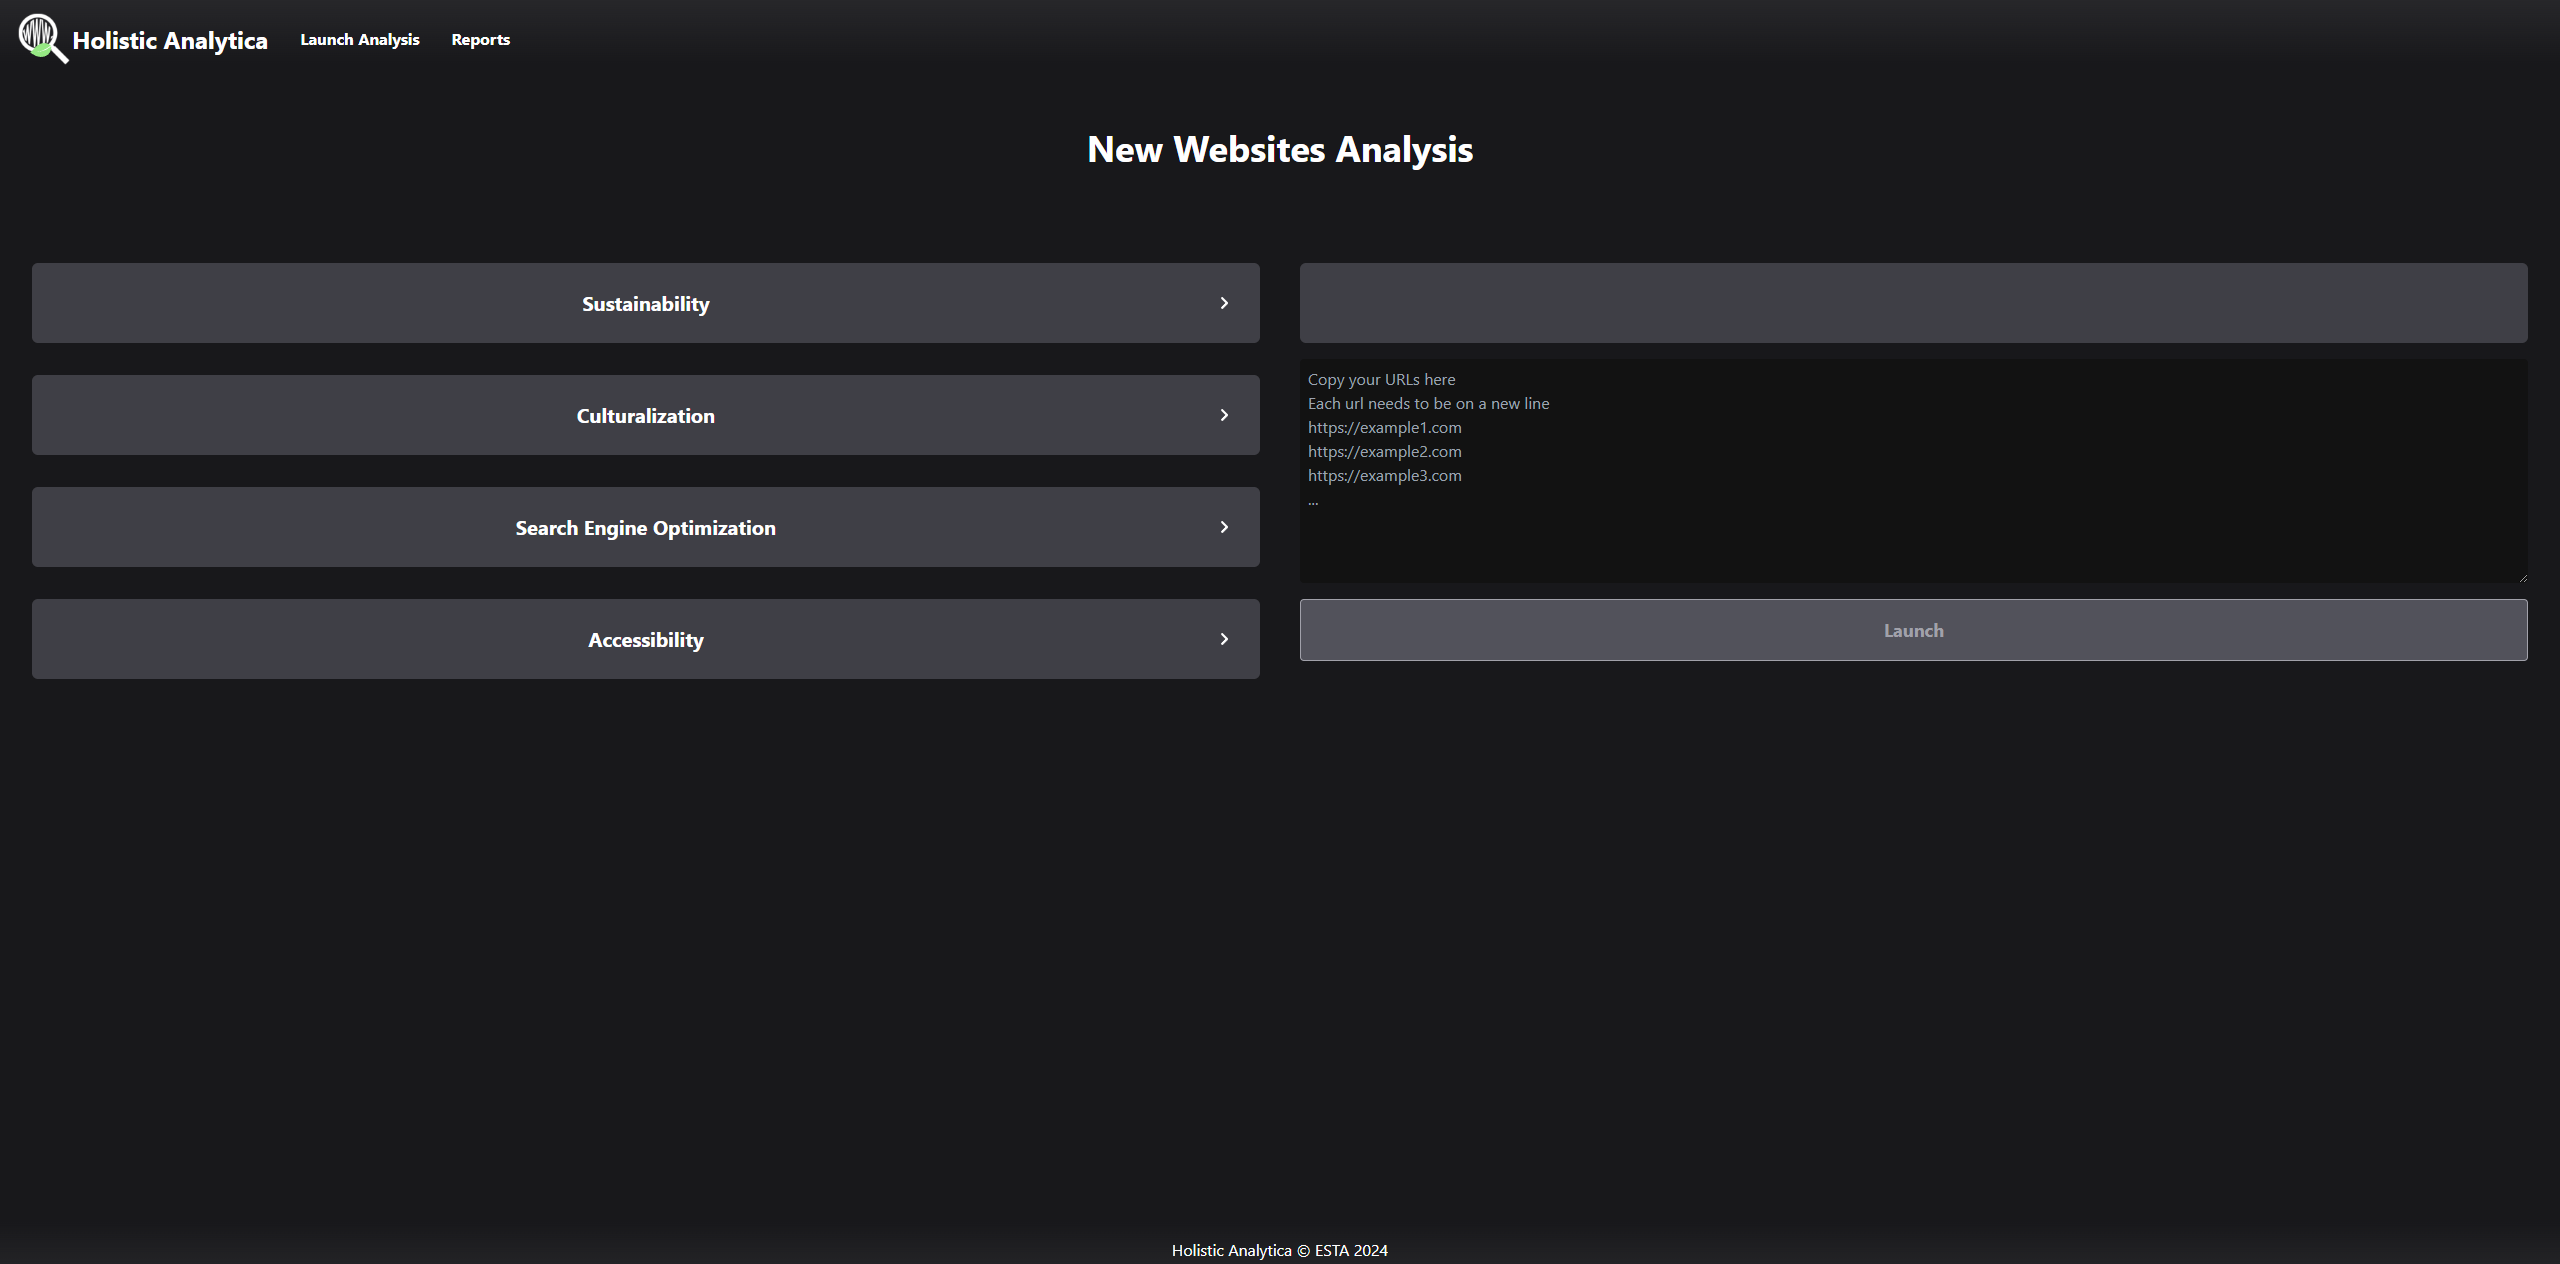 WWW
Holistic Analytica
Launch Analysis
Reports
New Websites Analysis
Sustainability
Culturalization
Search Engine Optimization
Accessibility
Copy your URLs here
Each url needs to be on a new line
https://example1.com
https://example2.com
https://example3.com
...
Launch
Holistic Analytica © ESTA 2024